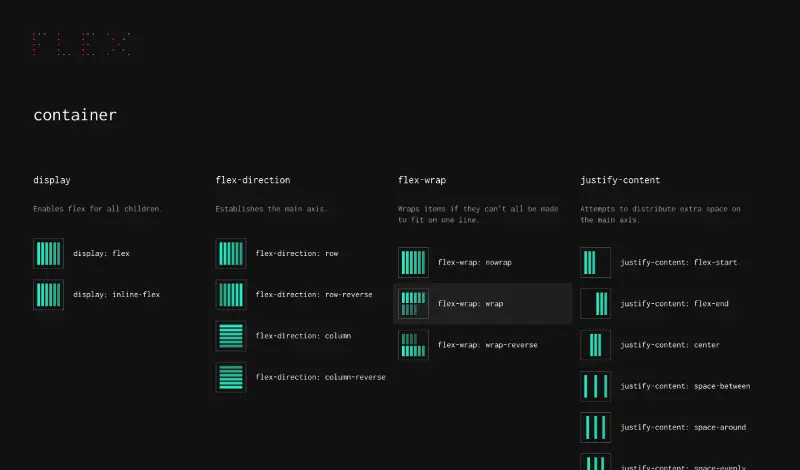 FLEX
container
display
Enables flex for all children.
display: flex
display: inline-flex
flex-direction
Establishes the main axis.
flex-direction: row
flex-direction: row-reverse
flex-direction: column
flex-direction: column-reverse
flex-wrap
Wraps items if they can't all be made
to fit on one line.
flex-wrap: nowrap
flex-wrap: wrap
flex-wrap: wrap-reverse
justify-content
Attempts to distribute extra space on
the main axis.
justify-content: flex-start
justify-content: flex-end
justify-content: center
justify-content: space-between
justify-content: space-around
justify-content: space-evenly